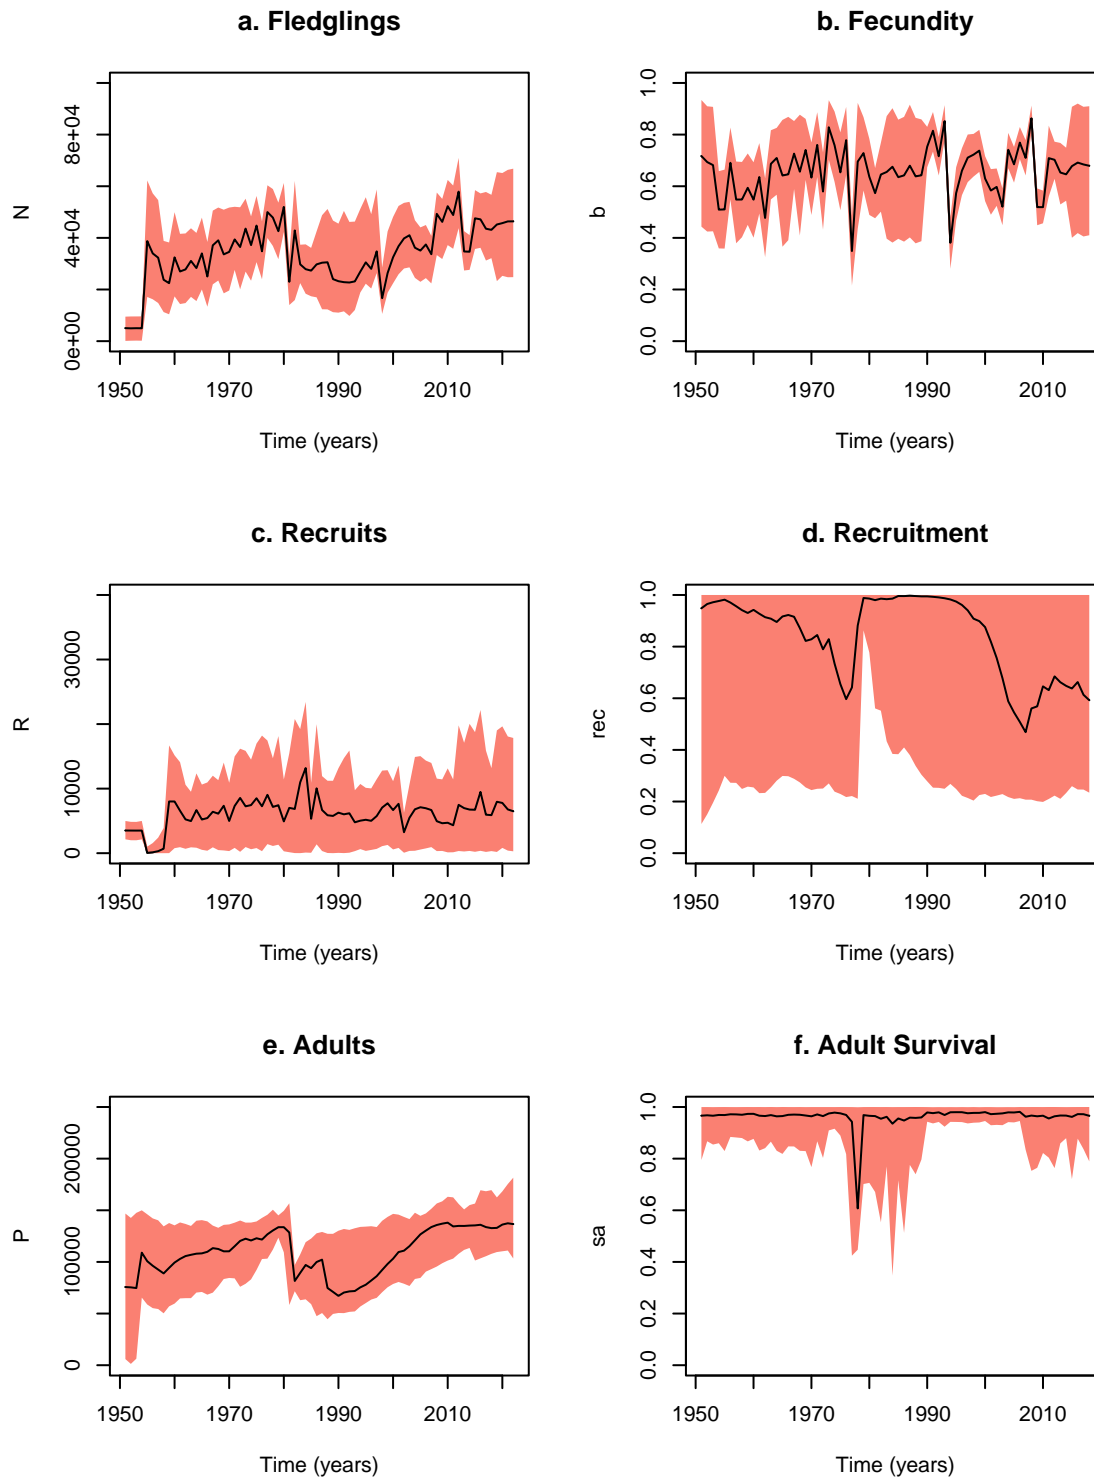 a. Fledglings
N
0e+00 4e+04 8e+04
1950 1970 1990 2010
Time (years)
b. Fecundity
b
0.0 0.2 0.4 0.6 0.8 1.0
1950 1970 1990 2010
Time (years)
c. Recruits
R
0 10000 30000
1950 1970 1990 2010
Time (years)
d. Recruitment
rec
0.0 0.2 0.4 0.6 0.8 1.0
1950 1970 1990 2010
Time (years)
e. Adults
P
0 100000 200000
1950 1970 1990 2010
Time (years)
f. Adult Survival
sa
0.0 0.2 0.4 0.6 0.8 1.0
1950 1970 1990 2010
Time (years)